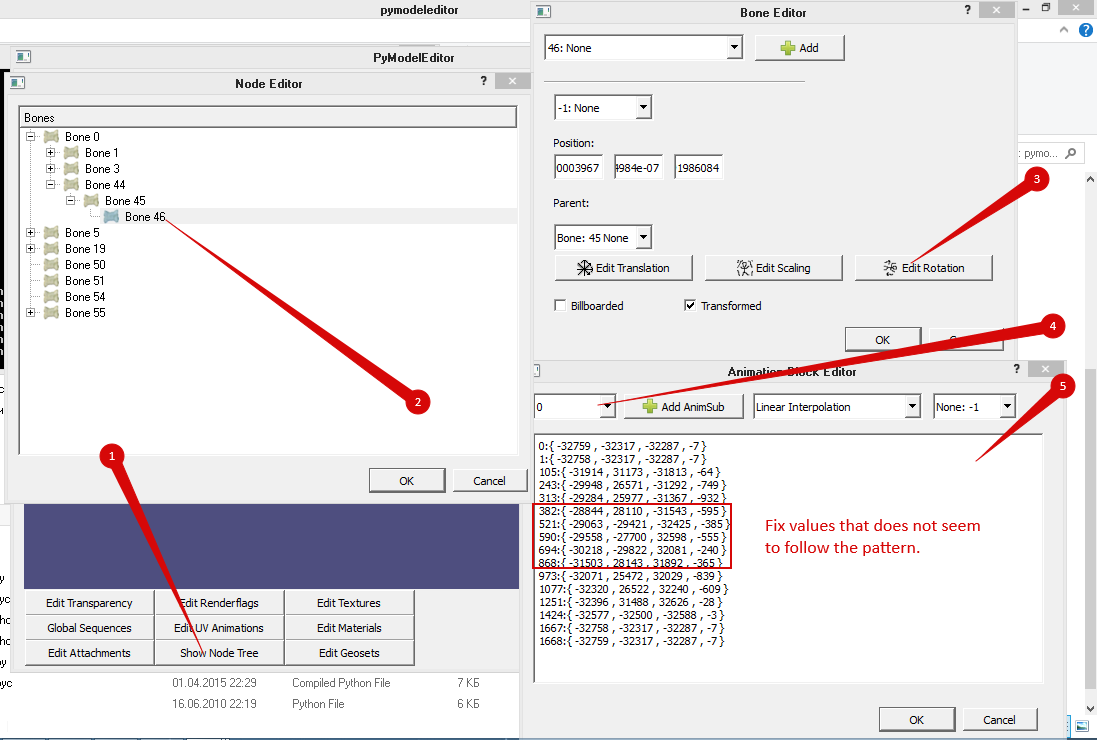 pymodeleditor
PyModelEditor
Node Editor
?
Bones
Bone 0
Bone 1
Bone 3
Bone 44
Bone 45
Bone 46
Bone 5
Bone 19
Bone 50
Bone 51
Bone 54
Bone 55
2
1
OK
Cancel
Edit Transparency
Edit Renderflags
Edit Textures
Global Sequences
Edit UV Animations
Edit Materials
Edit Attachments
Show Node Tree
Edit Geosets
01.04.2015 22:29
Compiled Python File
7 КБ
16.06.2010 22:19
Python File
6 КБ
Bone Editor
?
46: None
Add
-1: None
Position:
0003967
4984e-07
1986084
Parent:
Bone: 45 None
Edit Translation
Edit Scaling
Edit Rotation
Billboarded
Transformed
OK
: pymo...
3
4
5
Animation Block Editor
?
0
Add AnimSub
Linear Interpolation
None: -1
0:{ -32759 , -32317 , -32287 , -7 }
1:{ -32758 , -32317 , -32287 , -7 }
105:{ -31914 , 31173 , -31813 , -64 }
243:{ -29948 , 26571 , -31292 , -749 }
313:{ -29284 , 25977 , -31367 , -932 }
382:{ -28844 , 28110 , -31543 , -595 }
521:{ -29063 , -29421 , -32425 , -385 }
590:{ -29558 , -27700 , 32598 , -555 }
694:{ -30218 , -29822 , 32081 , -240 }
868:{ -31503 , 28143 , 31892 , -365 }
973:{ -32071 , 25472 , 32029 , -839 }
1077:{ -32320 , 26522 , 32240 , -609 }
1251:{ -32396 , 31488 , 32626 , -28 }
1424:{ -32577 , -32500 , -32588 , -3 }
1667:{ -32758 , -32317 , -32287 , -7 }
1668:{ -32759 , -32317 , -32287 , -7 }
Fix values that does not seem
to follow the pattern.
OK
Cancel